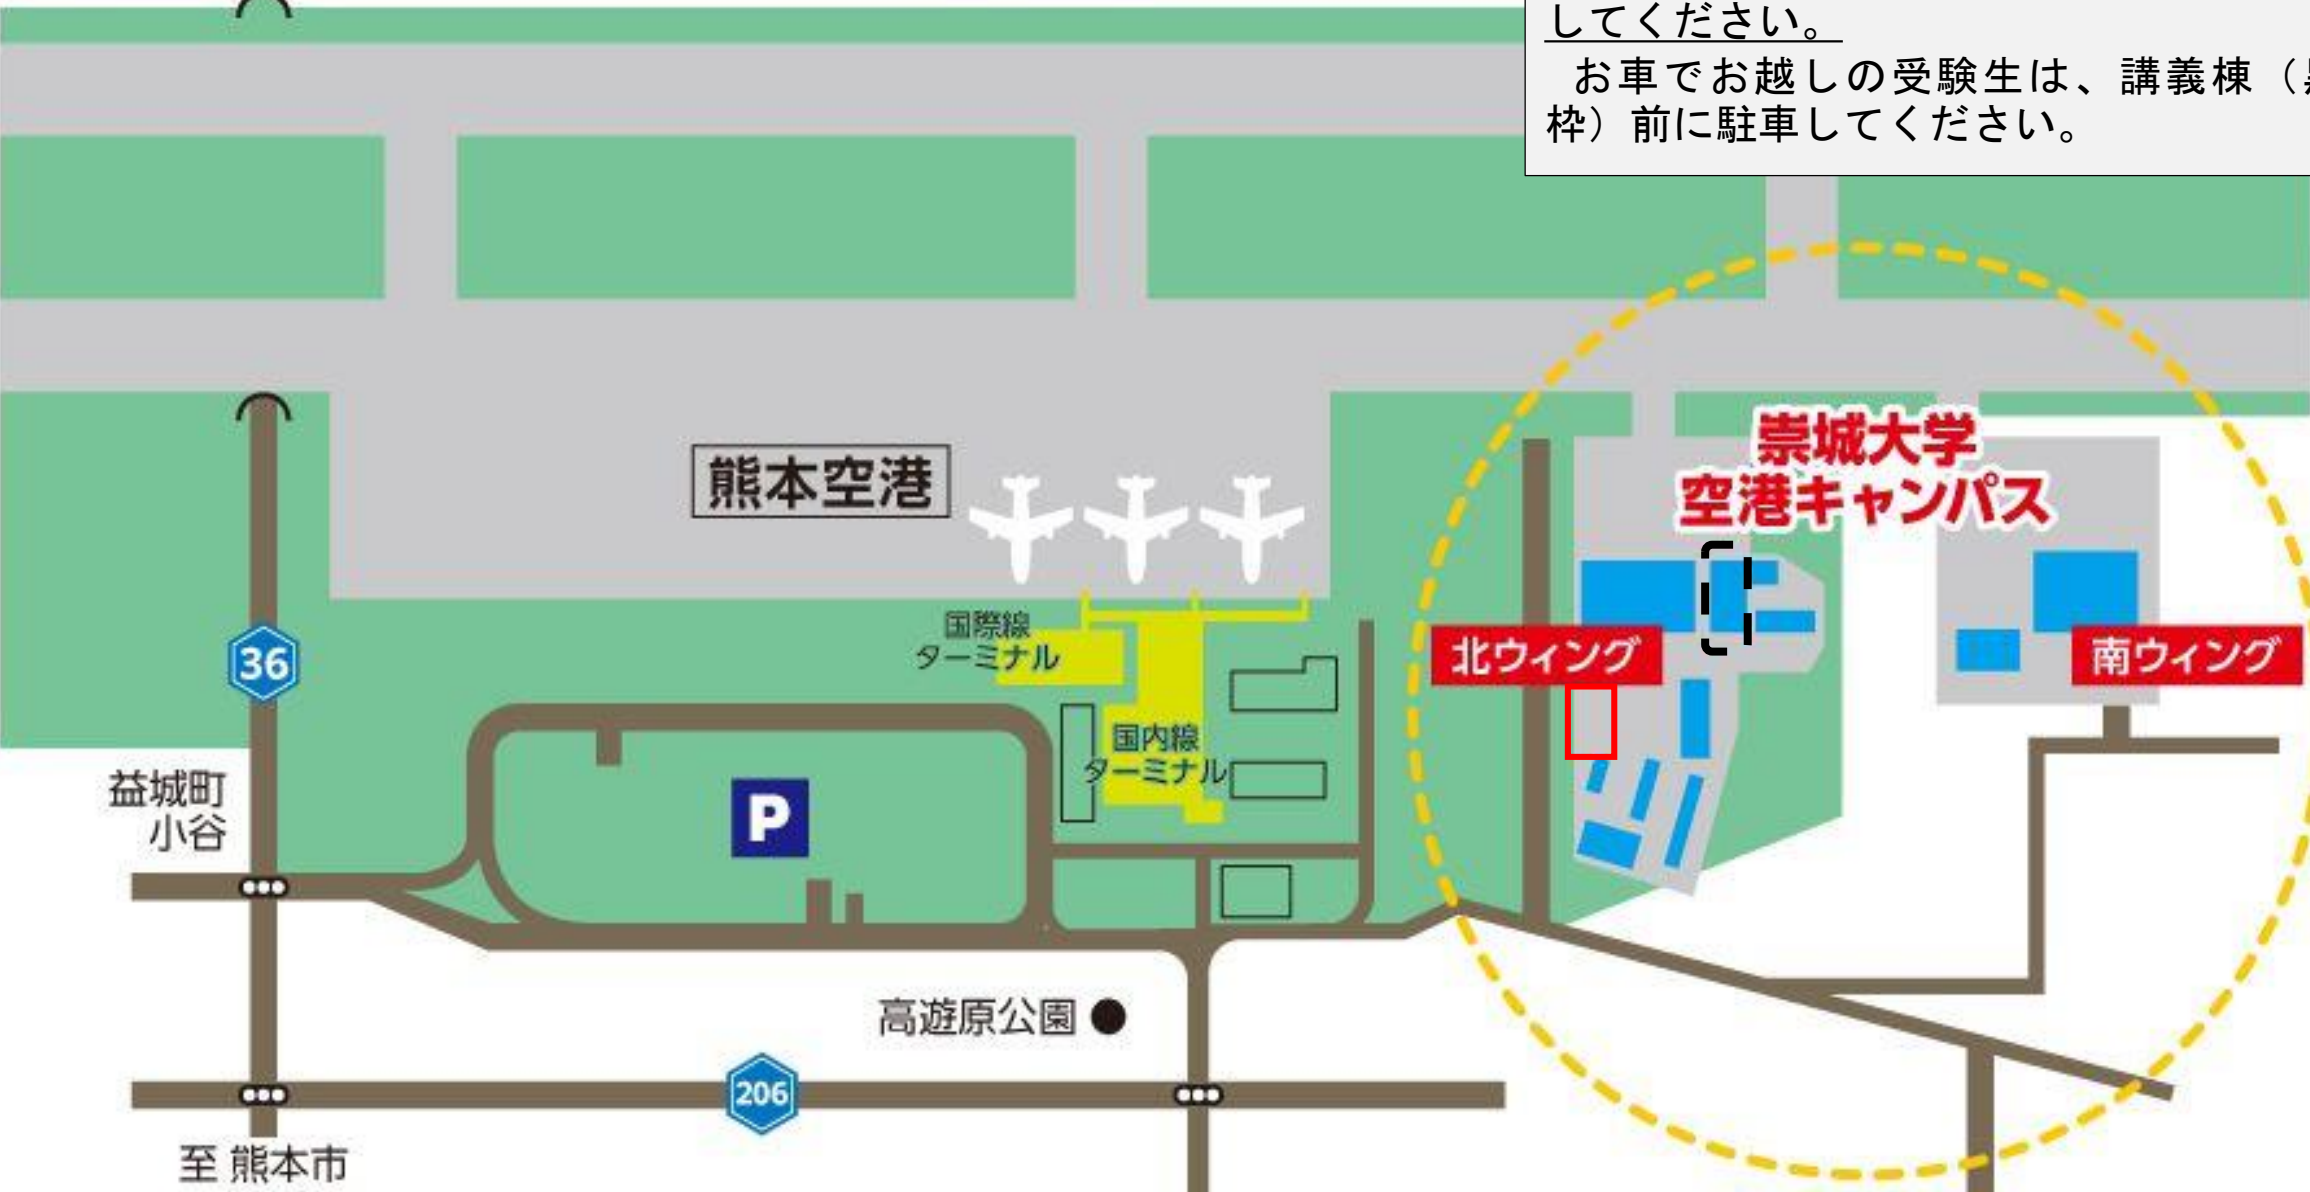 してください。
お車でお越しの受験生は、講義棟（黒
枠）前に駐車してください。
熊本空港
崇城大学
空港キャンパス
国際線
ターミナル
北ウィング
南ウィング
36
国内線
ターミナル
益城町
小谷
P
高遊原公園
206
至 熊本市